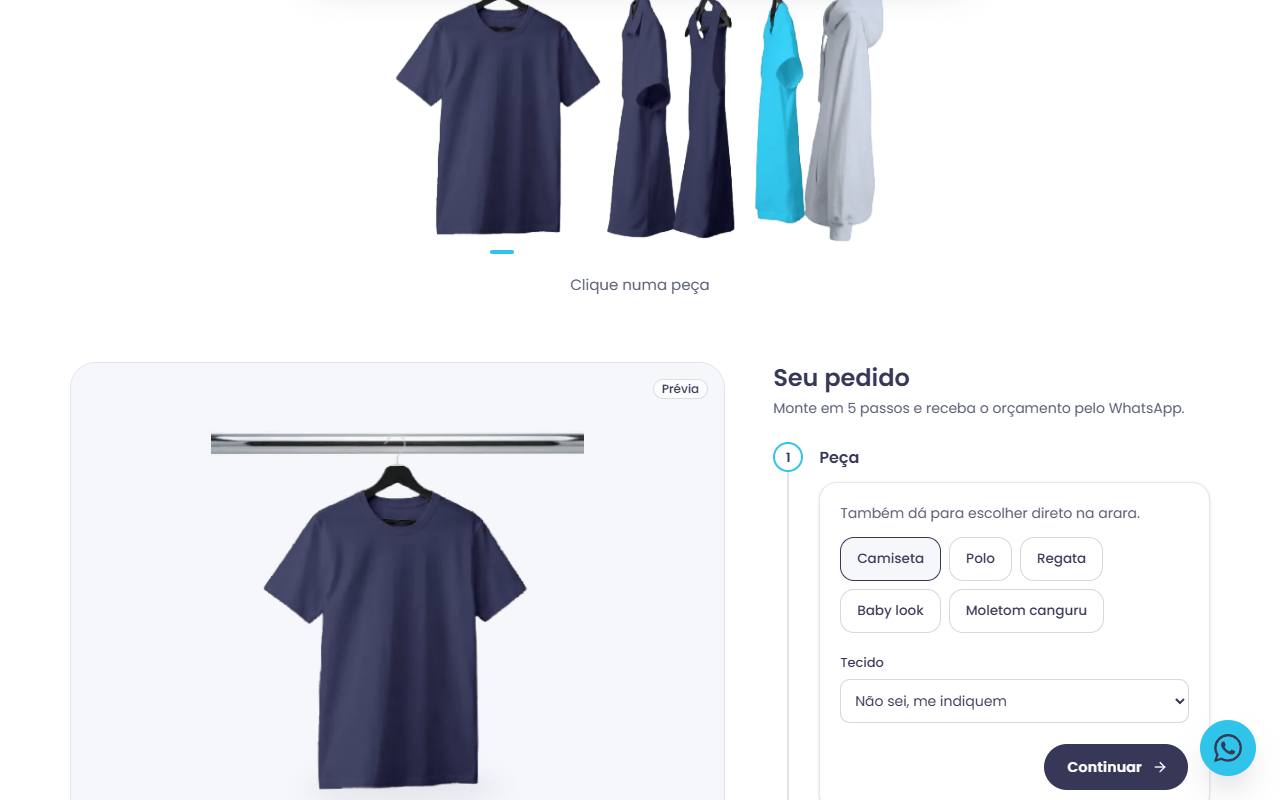 Clique numa peça
Prévia
Seu pedido
Monte em 5 passos e receba o orçamento pelo WhatsApp.
1
Peça
Também dá para escolher direto na arara.
Camiseta
Polo
Regata
Baby look
Moletom canguru
Tecido
Não sei, me indiquem
Continuar